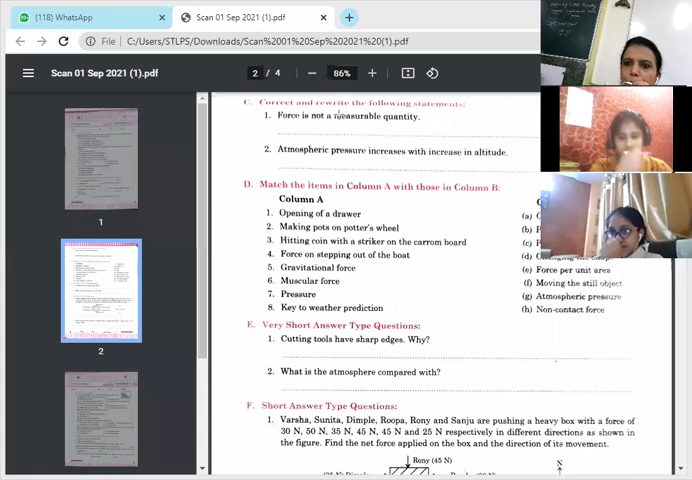 (118) WhatsApp
Scan 01 Sep 2021 (1).pdf
File
C:/Users/STLPS/Downloads/Scan%2001%20Sep%202021%20(1).pdf
Scan 01 Sep 2021 (1).pdf
2 / 4
86%
1
2
C. Correct and rewrite the following statements:
1. Force is not a measurable quantity.
2. Atmospheric pressure increases with increase in altitude.
D. Match the items in Column A with those in Column B:
Column A
1. Opening of a drawer
2. Making pots on potter's wheel
3. Hitting coin with a striker on the carrom board
4. Force on stepping out of the boat
5. Gravitational force
6. Muscular force
7. Pressure
8. Key to weather prediction
(a)
(b)
(c)
(d)
(e) Force per unit area
(f) Moving the still object
(g) Atmospheric pressure
(h) Non-contact force
E. Very Short Answer Type Questions:
1. Cutting tools have sharp edges. Why?
2. What is the atmosphere compared with?
F. Short Answer Type Questions:
1. Varsha, Sunita, Dimple, Roopa, Rony and Sanju are pushing a heavy box with a force of
30 N, 50 N, 35 N, 45 N, 45 N and 25 N respectively in different directions as shown in
the figure. Find the net force applied on the box and the direction of its movement.
Rony (45 N)
N